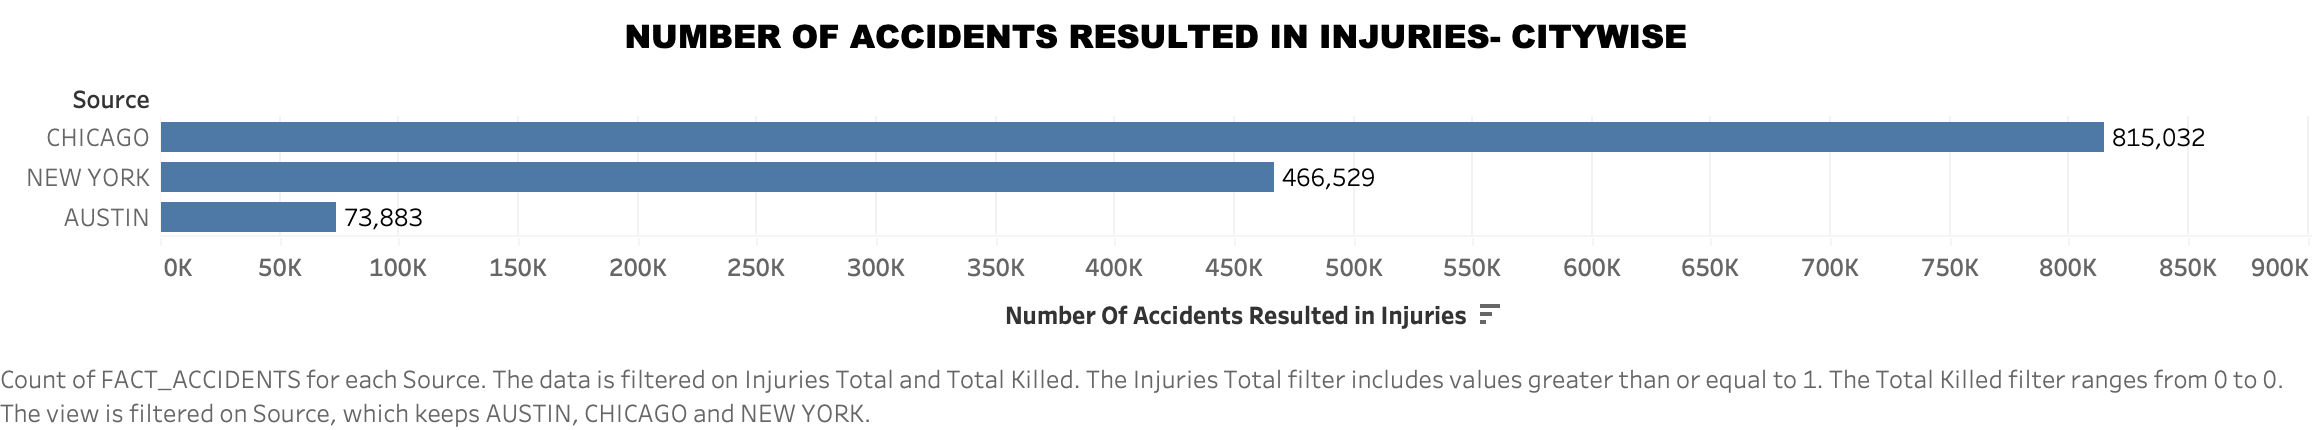 NUMBER OF ACCIDENTS RESULTED IN INJURIES- CITYWISE
Source
CHICAGO 815,032
NEW YORK 466,529
AUSTIN 73,883
0K 50K 100K 150K 200K 250K 300K 350K 400K 450K 500K 550K 600K 650K 700K 750K 800K 850K 900K
Number Of Accidents Resulted in Injuries
Count of FACT_ACCIDENTS for each Source. The data is filtered on Injuries Total and Total Killed. The Injuries Total filter includes values greater than or equal to 1. The Total Killed filter ranges from 0 to 0.
The view is filtered on Source, which keeps AUSTIN, CHICAGO and NEW YORK.